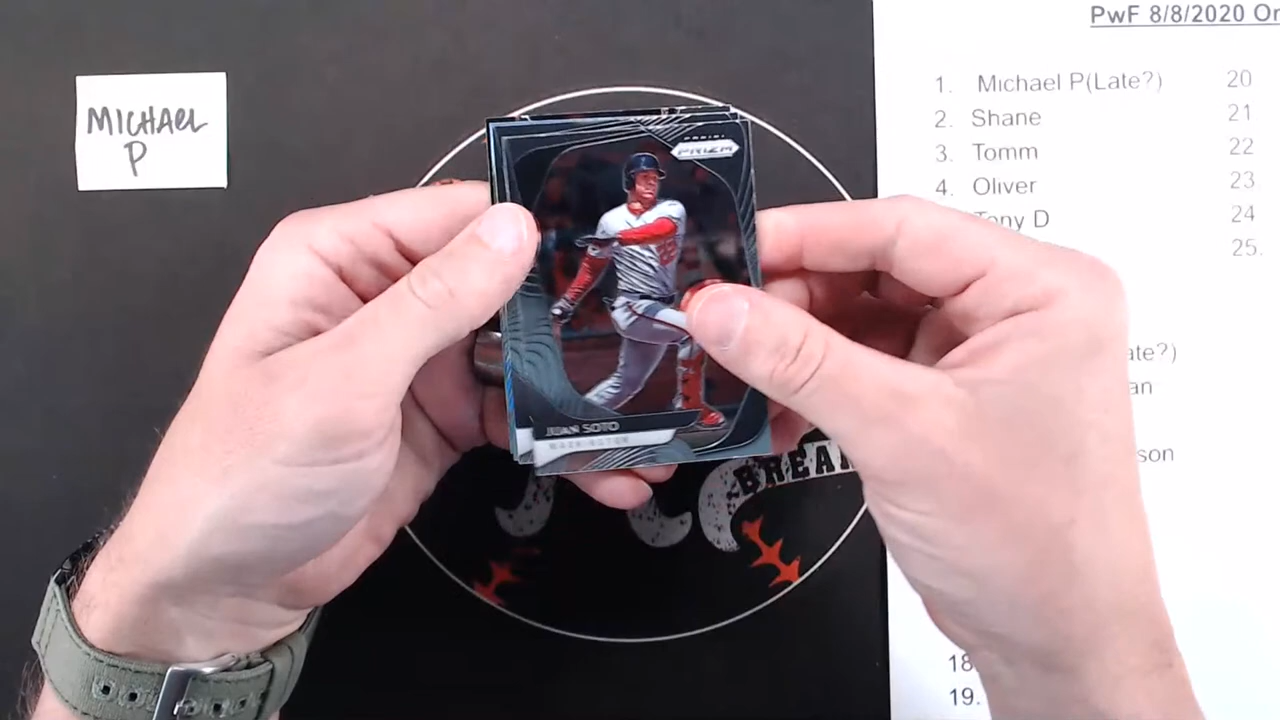 PwF 8/8/2020 Or
MICHAEL
P
1. Michael P(Late?) 20
2. Shane 21
3. Tomm 22
4. Oliver 23
Tony D 24
25.
PANINI
PRIZM
JUAN SOTO
WASHINGTON
BREAK
ate?)
an
son
18
19.